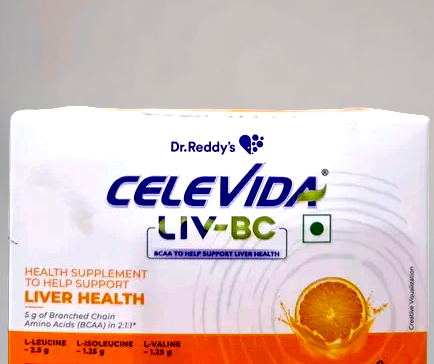 Dr.Reddy's
CELEVIDA®
LIV-BC
BCAA TO HELP SUPPORT LIVER HEALTH
HEALTH SUPPLEMENT
TO HELP SUPPORT
LIVER HEALTH
5 g of Branched Chain
Amino Acids (BCAA) in 2:1:1*
L-LEUCINE L-ISOLEUCINE L-VALINE
~ 2.5 g ~ 1.25 g ~ 1.25 g
Creative Visualization